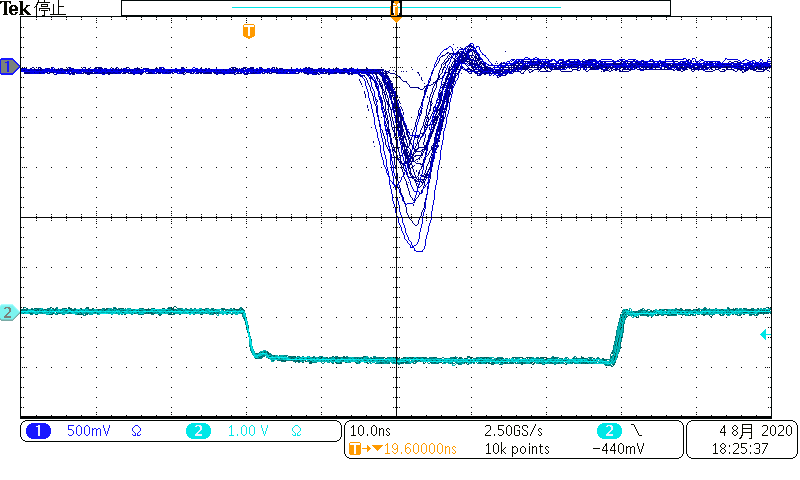 Tek 停止
T
1
2
1 500mV Ω 2 1.00 V Ω
10.0ns 2.50GS/s 2
T→▼19.60000ns 10k points −440mV
4 8月 2020
18:25:37